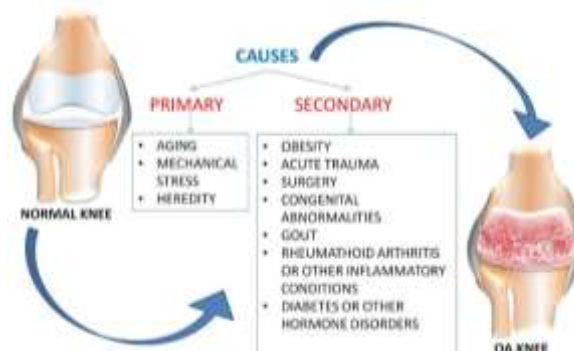 CAUSES
PRIMARY
SECONDARY
• AGING
• MECHANICAL
STRESS
• HEREDITY
• OBESITY
• ACUTE TRAUMA
• SURGERY
• CONGENITAL
ABNORMALITIES
• GOUT
• RHEUMATHOID ARTHRITIS
OR OTHER INFLAMMATORY
CONDITIONS
• DIABETES OR OTHER
HORMONE DISORDERS
NORMAL KNEE
OA KNEE